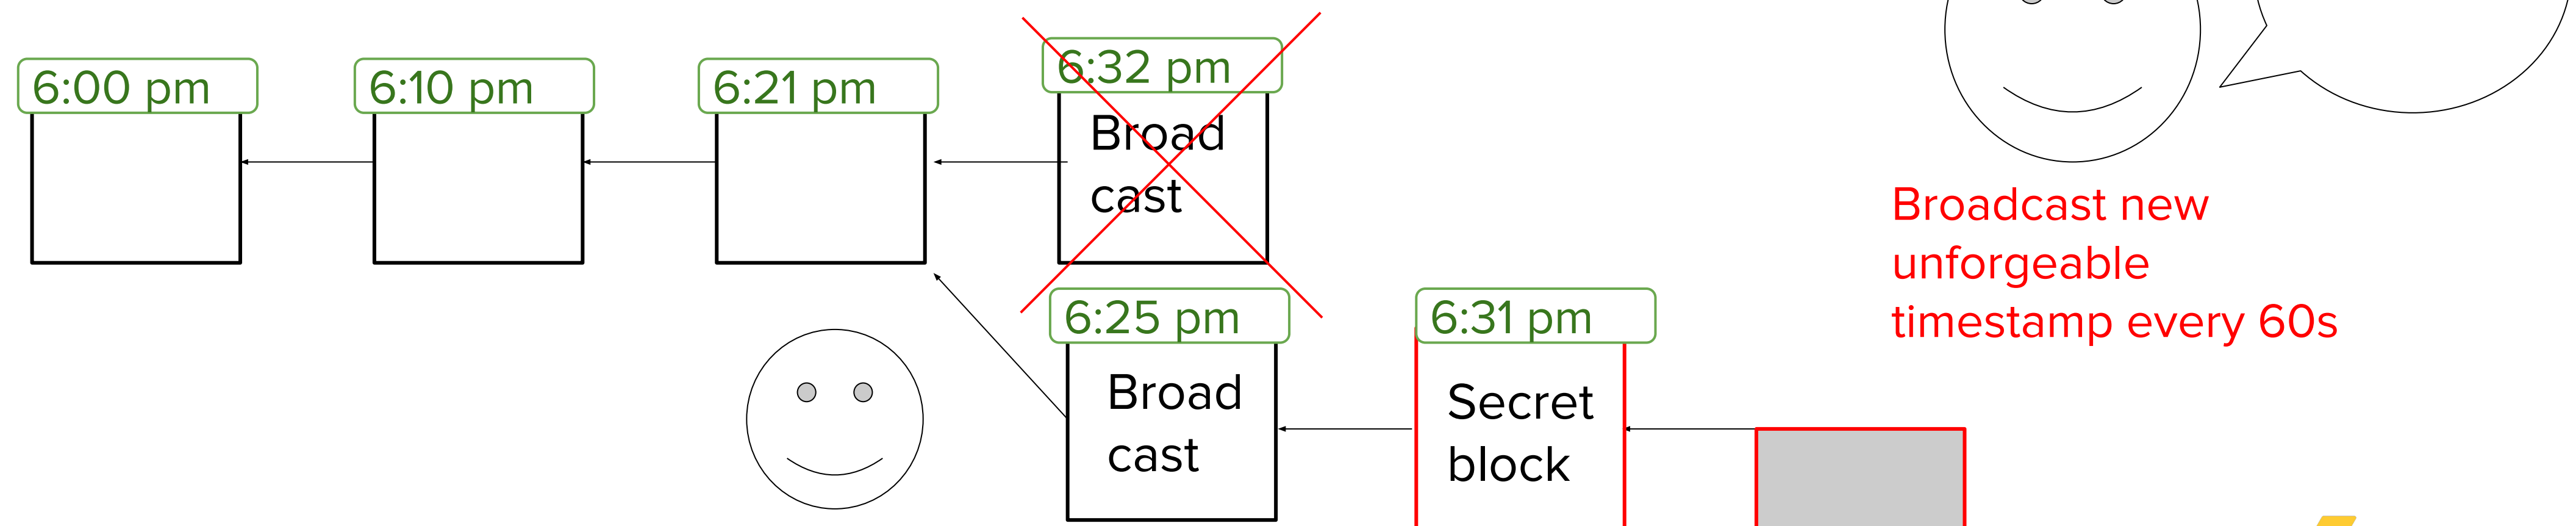 6:00 pm
6:10 pm
6:21 pm
6:32 pm
Broad
cast
6:25 pm
Broad
cast
6:31 pm
Secret
block
Broadcast new
unforgeable
timestamp every 60s